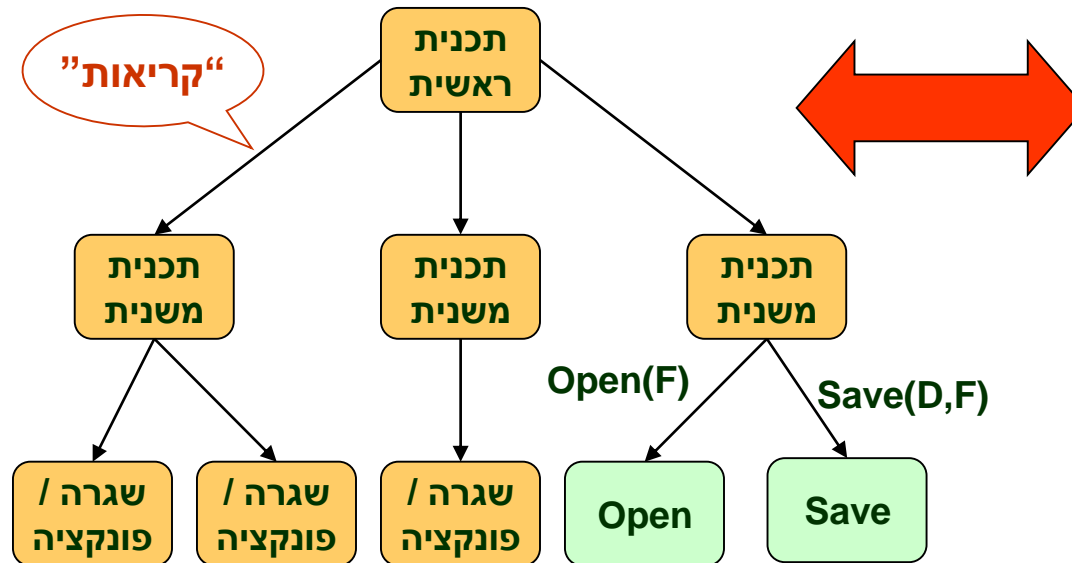 תכנית
ראשית
“קריאות”
תכנית
משנית
תכנית
משנית
תכנית
משנית
Open(F)
Save(D,F)
שגרה /
פונקציה
שגרה /
פונקציה
שגרה /
פונקציה
Open
Save